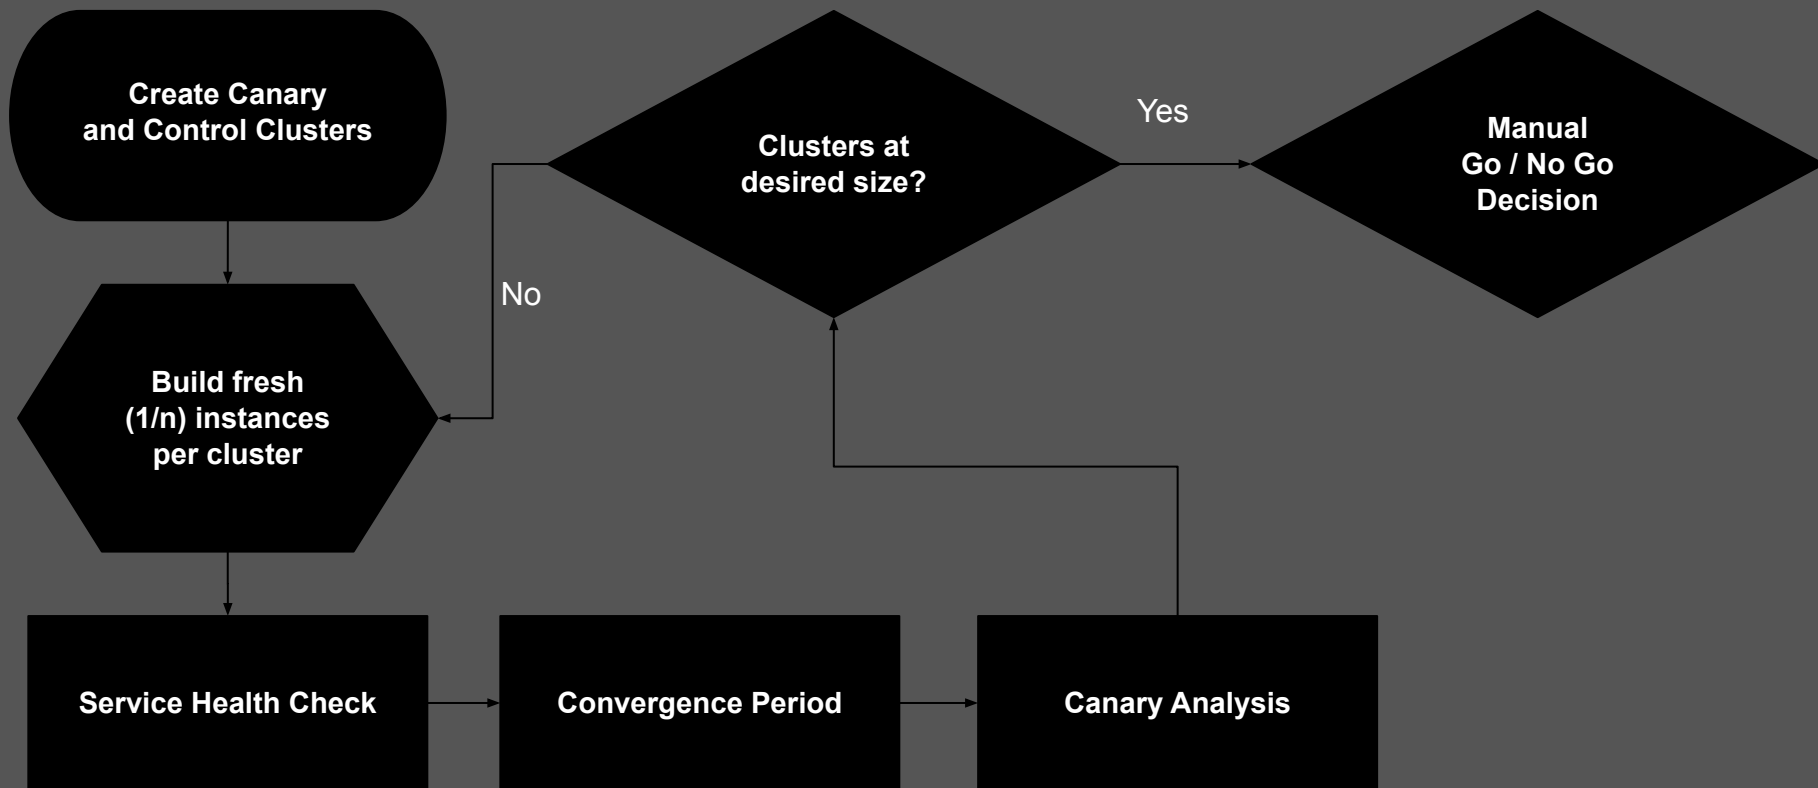 Create Canary
and Control Clusters
Clusters at
desired size?
Yes
Manual
Go / No Go
Decision
No
Build fresh
(1/n) instances
per cluster
Service Health Check
Convergence Period
Canary Analysis